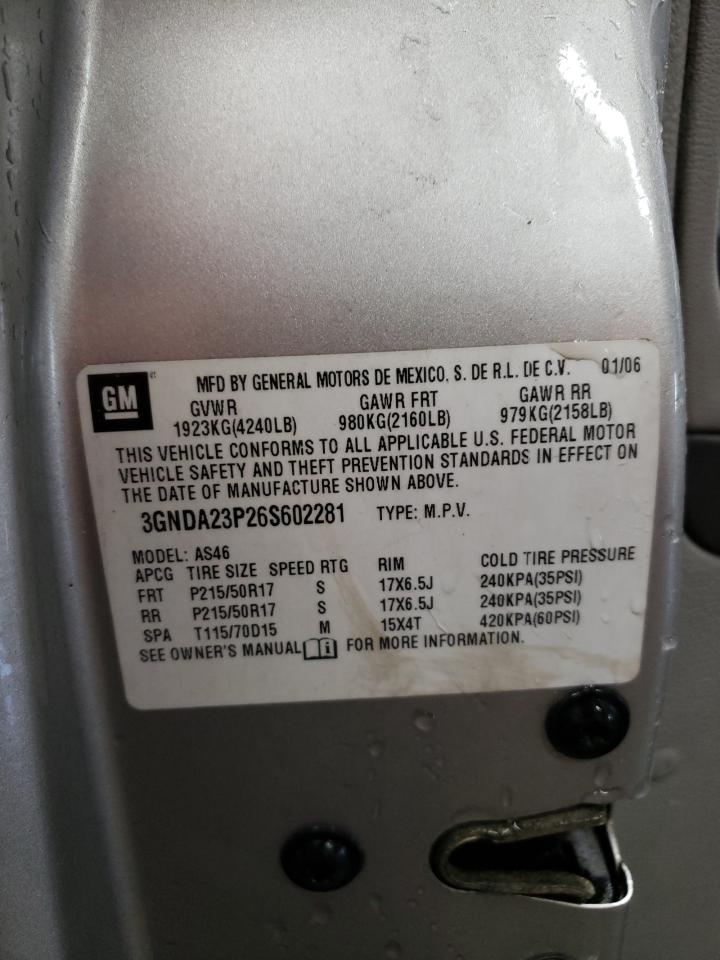 GM
MFD BY GENERAL MOTORS DE MEXICO, S. DE R.L. DE C.V. 01/06
GVWR GAWR FRT GAWR RR
1923KG(4240LB) 980KG(2160LB) 979KG(2158LB)
THIS VEHICLE CONFORMS TO ALL APPLICABLE U.S. FEDERAL MOTOR
VEHICLE SAFETY AND THEFT PREVENTION STANDARDS IN EFFECT ON
THE DATE OF MANUFACTURE SHOWN ABOVE.
3GNDA23P26S602281 TYPE: M.P.V.
MODEL: AS46
APCG TIRE SIZE SPEED RTG RIM COLD TIRE PRESSURE
FRT P215/50R17 S 17X6.5J 240KPA(35PSI)
RR P215/50R17 S 17X6.5J 240KPA(35PSI)
SPA T115/70D15 M 15X4T 420KPA(60PSI)
SEE OWNER'S MANUAL FOR MORE INFORMATION.